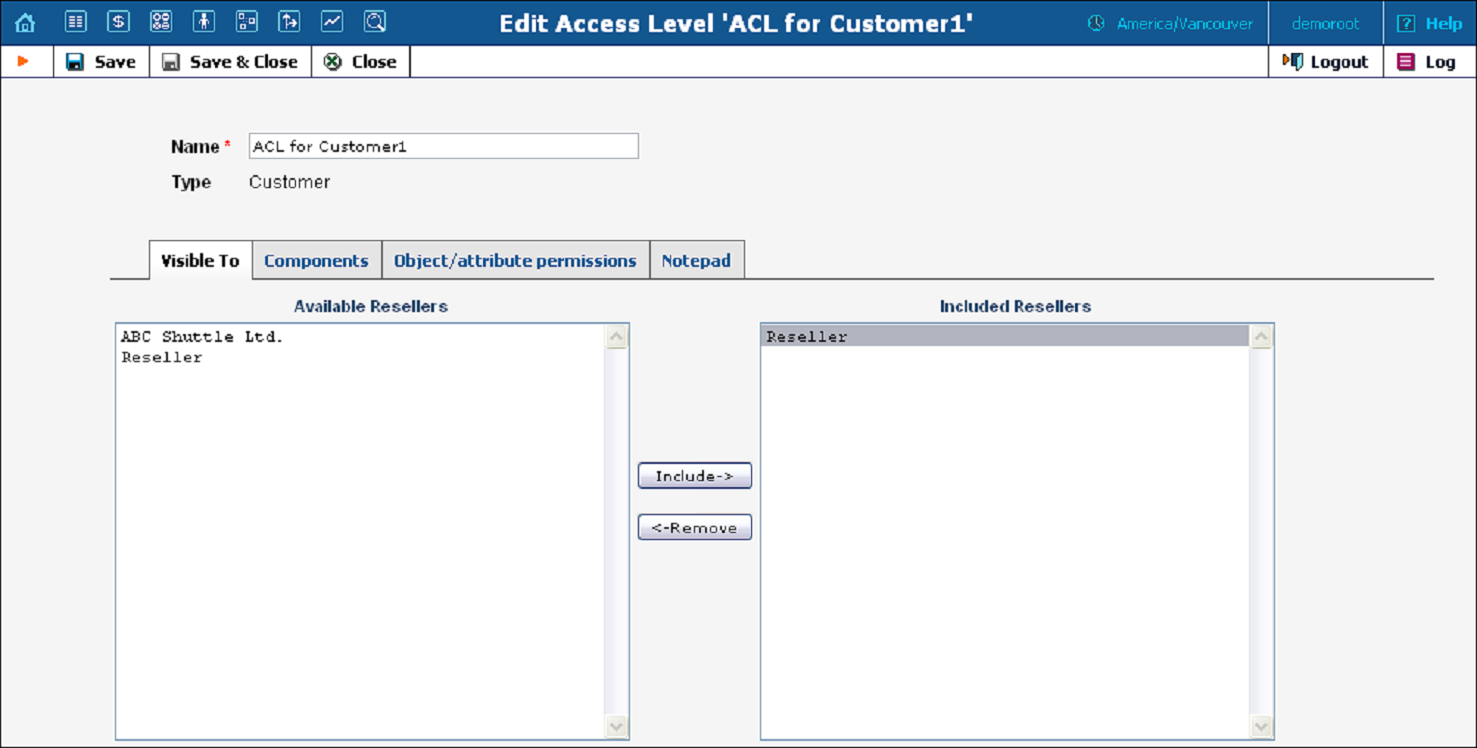 Edit Access Level 'ACL for Customer1'
America/Vancouver
demoroot
? Help
Save
Save & Close
Close
Logout
Log
Name * ACL for Customer1
Type Customer
Visible To
Components
Object/attribute permissions
Notepad
Available Resellers
Included Resellers
ABC Shuttle Ltd.
Reseller
Reseller
Include->
<-Remove